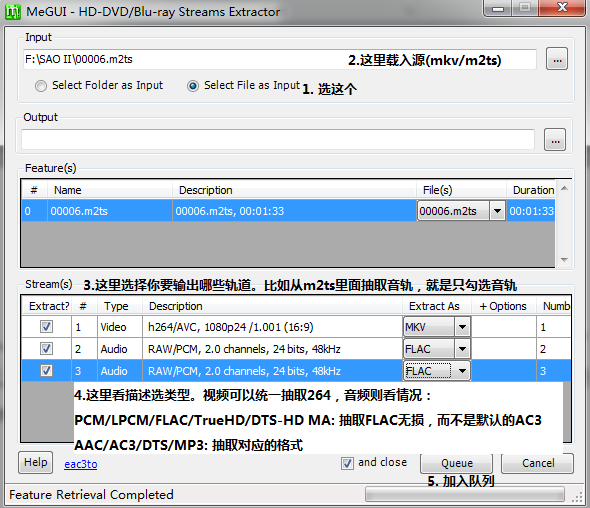 MeGUI - HD-DVD/Blu-ray Streams Extractor
Input
F:\SAO II\00006.m2ts
2.这里载入源(mkv/m2ts)
...
Select Folder as Input
Select File as Input
1. 选这个
Output
...
Feature(s)
# Name Description File(s) Duration
0 00006.m2ts 00006.m2ts, 00:01:33 00006.m2ts 00:01:33
Stream(s)
3.这里选择你要输出哪些轨道。比如从m2ts里面抽取音轨，就是只勾选音轨
Extract? # Type Description Extract As + Options Numb
1 Video h264/AVC, 1080p24 /1.001 (16:9) MKV 1
2 Audio RAW/PCM, 2.0 channels, 24 bits, 48kHz FLAC 2
3 Audio RAW/PCM, 2.0 channels, 24 bits, 48kHz FLAC 3
4.这里看描述选类型。视频可以统一抽取264，音频则看情况：
PCM/LPCM/FLAC/TrueHD/DTS-HD MA: 抽取FLAC无损，而不是默认的AC3
AAC/AC3/DTS/MP3: 抽取对应的格式
Help
eac3to
and close
Queue
Cancel
5. 加入队列
Feature Retrieval Completed